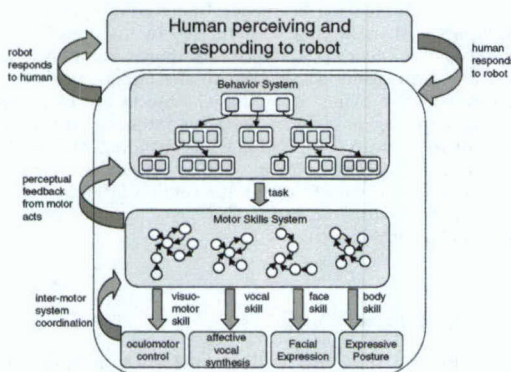 Human perceiving and
responding to robot
robot
responds
to human
human
responds
to robot
Behavior System
perceptual
feedback
from motor
acts
task
Motor Skills System
inter-motor
system
coordination
visuo-
motor
skill
vocal
skill
face
skill
body
skill
oculomotor
control
affective
vocal
synthesis
Facial
Expression
Expressive
Posture